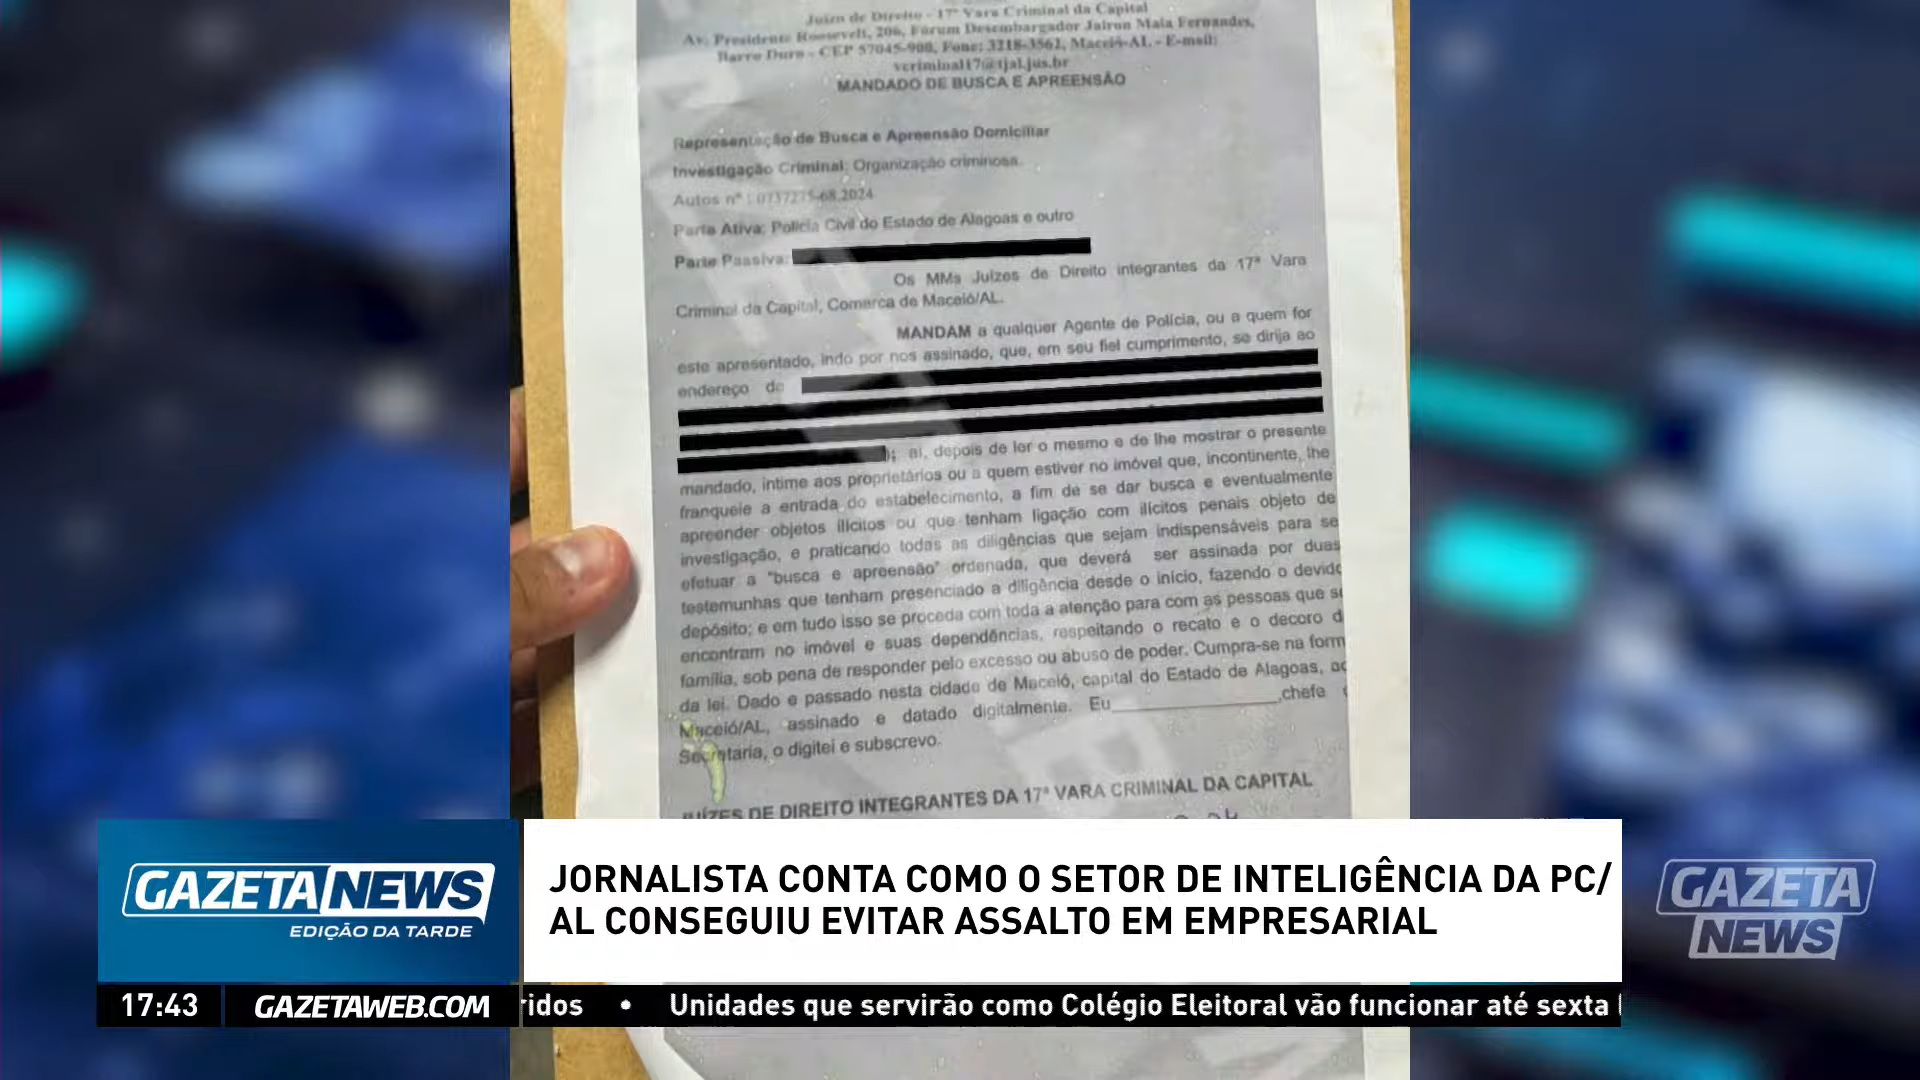 Juízo de Direito - 17ª Vara Criminal da Capital
Av. Presidente Roosevelt, 206, Fórum Desembargador Jairon Maia Fernandes,
Barro Duro - CEP 57045-900, Fone: 3218-3562, Maceió-AL - E-mail:
vcriminal17@tjal.jus.br
MANDADO DE BUSCA E APREENSÃO
Representação de Busca e Apreensão Domiciliar
Investigação Criminal: Organização criminosa.
Autos nº : 0737275-68.2024
Parte Ativa: Polícia Civil do Estado de Alagoas e outro
Parte Passiva:
Os MMs Juízes de Direito integrantes da 17ª Vara
Criminal da Capital, Comarca de Maceió/AL.
MANDAM a qualquer Agente de Polícia, ou a quem for
este apresentado, indo por nos assinado, que, em seu fiel cumprimento, se dirija ao
endereço de
); aí, depois de ler o mesmo e de lhe mostrar o presente
mandado, intime aos proprietários ou a quem estiver no imóvel que, incontinente, lhe
franqueie a entrada do estabelecimento, a fim de se dar busca e eventualmente
apreender objetos ilícitos ou que tenham ligação com ilícitos penais objeto de
investigação, e praticando todas as diligências que sejam indispensáveis para se
efetuar a "busca e apreensão" ordenada, que deverá ser assinada por duas
testemunhas que tenham presenciado a diligência desde o início, fazendo o devido
depósito; e em tudo isso se proceda com toda a atenção para com as pessoas que se
encontram no imóvel e suas dependências, respeitando o recato e o decoro d
família, sob pena de responder pelo excesso ou abuso de poder. Cumpra-se na form
da lei. Dado e passado nesta cidade de Maceió, capital do Estado de Alagoas, ao
Maceió/AL, assinado e datado digitalmente. Eu______________,chefe
Secretaria, o digitei e subscrevo.
JUÍZES DE DIREITO INTEGRANTES DA 17ª VARA CRIMINAL DA CAPITAL
GAZETA NEWS
EDIÇÃO DA TARDE
JORNALISTA CONTA COMO O SETOR DE INTELIGÊNCIA DA PC/
AL CONSEGUIU EVITAR ASSALTO EM EMPRESARIAL
GAZETA
NEWS
17:43 GAZETAWEB.COM idos • Unidades que servirão como Colégio Eleitoral vão funcionar até sexta